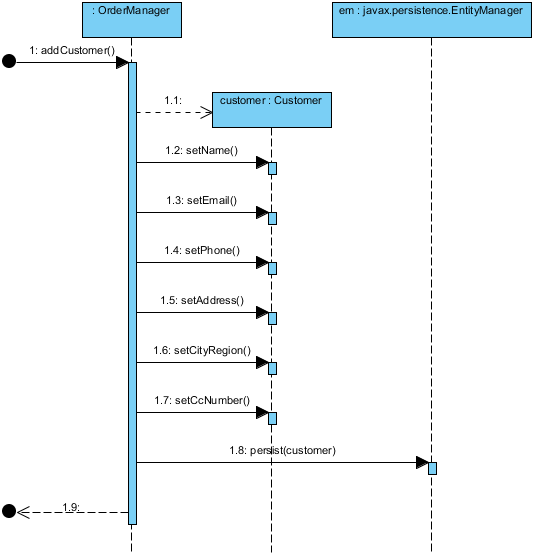 : OrderManager
em : javax.persistence.EntityManager
1: addCustomer()
1.1:
customer : Customer
1.2: setName()
1.3: setEmail()
1.4: setPhone()
1.5: setAddress()
1.6: setCityRegion()
1.7: setCcNumber()
1.8: persist(customer)
1.9: